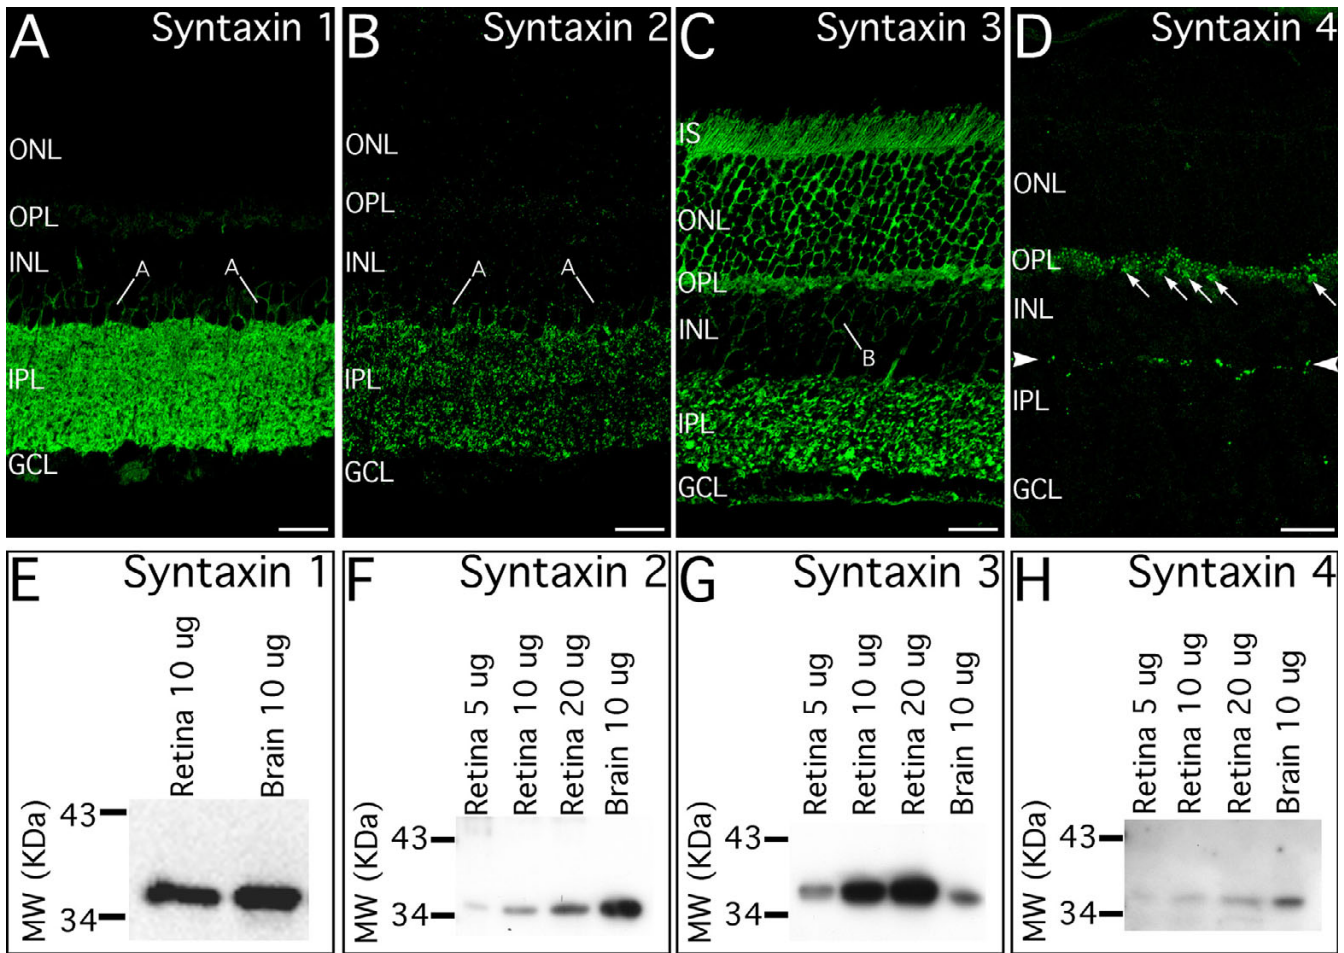 A Syntaxin 1
ONL
OPL
INL
A A
IPL
GCL
B Syntaxin 2
ONL
OPL
INL
A A
IPL
GCL
C Syntaxin 3
IS
ONL
OPL
INL
B
IPL
GCL
D Syntaxin 4
ONL
OPL
INL
IPL
GCL
E Syntaxin 1
Retina 10 ug
Brain 10 ug
MW (KDa)
43
34
F Syntaxin 2
Retina 5 ug
Retina 10 ug
Retina 20 ug
Brain 10 ug
MW (KDa)
43
34
G Syntaxin 3
Retina 5 ug
Retina 10 ug
Retina 20 ug
Brain 10 ug
MW (KDa)
43
34
H Syntaxin 4
Retina 5 ug
Retina 10 ug
Retina 20 ug
Brain 10 ug
MW (KDa)
43
34